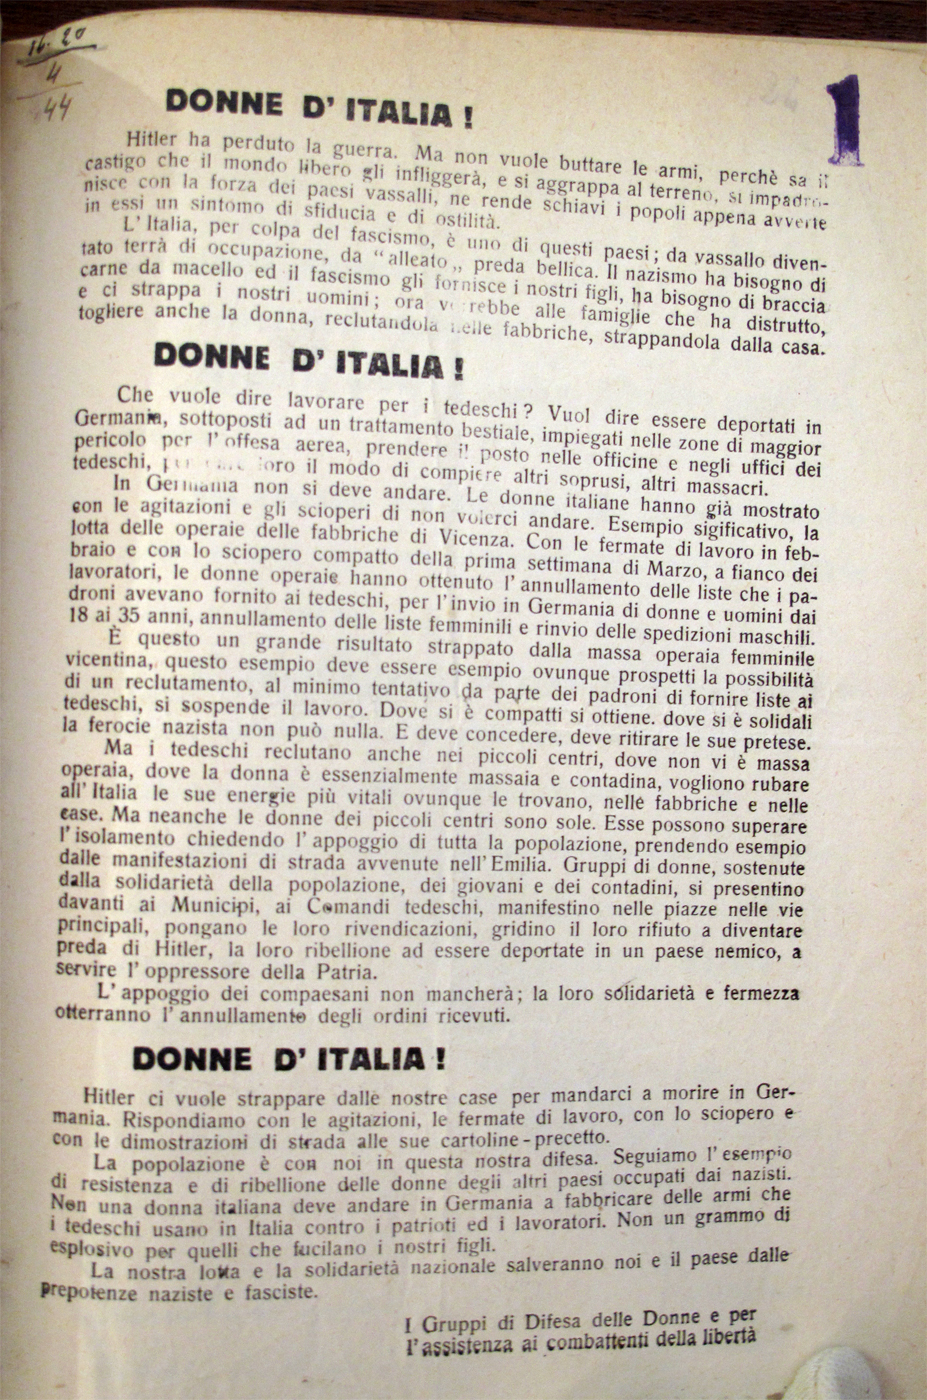 16-20
4
44
1
DONNE D' ITALIA !
Hitler ha perduto la guerra. Ma non vuole buttare le armi, perchè sa il
castigo che il mondo libero gli infliggerà, e si aggrappa al terreno, si impadro-
nisce con la forza dei paesi vassalli, ne rende schiavi i popoli appena avverte
in essi un sintomo di sfiducia e di ostilità.
L'Italia, per colpa del fascismo, è uno di questi paesi; da vassallo diven-
tato terrà di occupazione, da "alleato„ preda bellica. Il nazismo ha bisogno di
carne da macello ed il fascismo gli fornisce i nostri figli, ha bisogno di braccia
e ci strappa i nostri uomini; ora vorrebbe alle famiglie che ha distrutto,
togliere anche la donna, reclutandola nelle fabbriche, strappandola dalla casa.
DONNE D' ITALIA !
Che vuole dire lavorare per i tedeschi? Vuol dire essere deportati in
Germania, sottoposti ad un trattamento bestiale, impiegati nelle zone di maggior
pericolo per l'offesa aerea, prendere il posto nelle officine e negli uffici dei
tedeschi, loro il modo di compiere altri soprusi, altri massacri.
In Germania non si deve andare. Le donne italiane hanno già mostrato
con le agitazioni e gli scioperi di non volerci andare. Esempio sigificativo, la
lotta delle operaie delle fabbriche di Vicenza. Con le fermate di lavoro in feb-
braio e con lo sciopero compatto della prima settimana di Marzo, a fianco dei
lavoratori, le donne operaie hanno ottenuto l'annullamento delle liste che i pa-
droni avevano fornito ai tedeschi, per l'invio in Germania di donne e uomini dai
18 ai 35 anni, annullamento delle liste femminili e rinvio delle spedizioni maschili.
È questo un grande risultato strappato dalla massa operaia femminile
vicentina, questo esempio deve essere esempio ovunque prospetti la possibilità
di un reclutamento, al minimo tentativo da parte dei padroni di fornire liste ai
tedeschi, si sospende il lavoro. Dove si è compatti si ottiene. dove si è solidali
la ferocie nazista non può nulla. E deve concedere, deve ritirare le sue pretese.
Ma i tedeschi reclutano anche nei piccoli centri, dove non vi è massa
operaia, dove la donna è essenzialmente massaia e contadina, vogliono rubare
all'Italia le sue energie più vitali ovunque le trovano, nelle fabbriche e nelle
case. Ma neanche le donne dei piccoli centri sono sole. Esse possono superare
l'isolamento chiedendo l'appoggio di tutta la popolazione, prendendo esempio
dalle manifestazioni di strada avvenute nell'Emilia. Gruppi di donne, sostenute
dalla solidarietà della popolazione, dei giovani e dei contadini, si presentino
davanti ai Municipi, ai Comandi tedeschi, manifestino nelle piazze nelle vie
principali, pongano le loro rivendicazioni, gridino il loro rifiuto a diventare
preda di Hitler, la loro ribellione ad essere deportate in un paese nemico, a
servire l'oppressore della Patria.
L'appoggio dei compaesani non mancherà; la loro solidarietà e fermezza
otterranno l'annullamento degli ordini ricevuti.
DONNE D' ITALIA !
Hitler ci vuole strappare dalle nostre case per mandarci a morire in Ger-
mania. Rispondiamo con le agitazioni, le fermate di lavoro, con lo sciopero e
con le dimostrazioni di strada alle sue cartoline-precetto.
La popolazione è con noi in questa nostra difesa. Seguiamo l'esempio
di resistenza e di ribellione delle donne degli altri paesi occupati dai nazisti.
Non una donna italiana deve andare in Germania a fabbricare delle armi che
i tedeschi usano in Italia contro i patrioti ed i lavoratori. Non un grammo di
esplosivo per quelli che fucilano i nostri figli.
La nostra lotta e la solidarietà nazionale salveranno noi e il paese dalle
prepotenze naziste e fasciste.
I Gruppi di Difesa delle Donne e per
l'assistenza ai combattenti della libertà